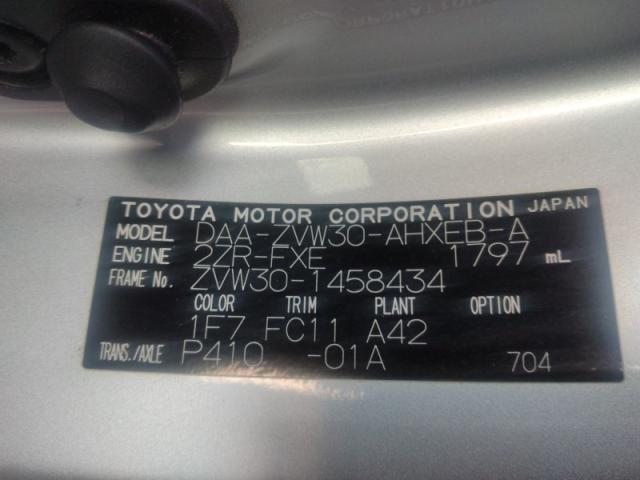 TOYOTA MOTOR CORPORATION JAPAN
MODEL DAA-ZVW30-AHXEB-A
ENGINE 2ZR-FXE 1797 mL
FRAME No. ZVW30-1458434
COLOR TRIM PLANT OPTION
1F7 FC11 A42
TRANS./AXLE P410 -01A 704